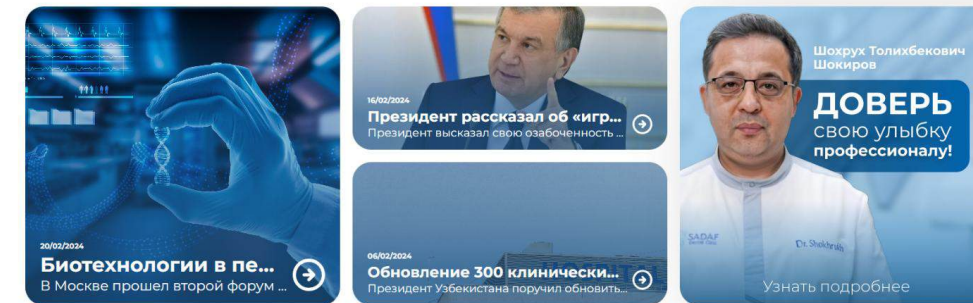 20/02/2024
Биотехнологии в пе...
В Москве прошел второй форум ...
16/02/2024
Президент рассказал об «игр...
Президент высказал свою озабоченность ...
06/02/2024
Обновление 300 клинически...
Президент Узбекистана поручил обновить...
Шохрух Толихбекович
Шокиров
ДОВЕРЬ
свою улыбку
профессионалу!
SADAF
Dr. Shokhrukh
Узнать подробнее